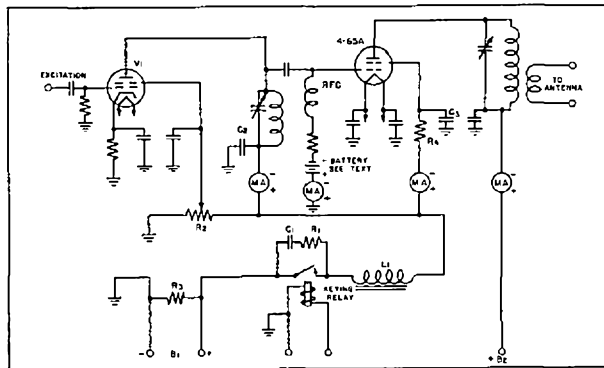 V1
4-65A
EXCITATION
RFC
TO
ANTENNA
C2
C3
R4
- BATTERY
+ SEE TEXT
MA - +
MA +
MA - +
MA - +
R2
C1 R1
L1
R3
KEYING
RELAY
- B1 +
+ B2